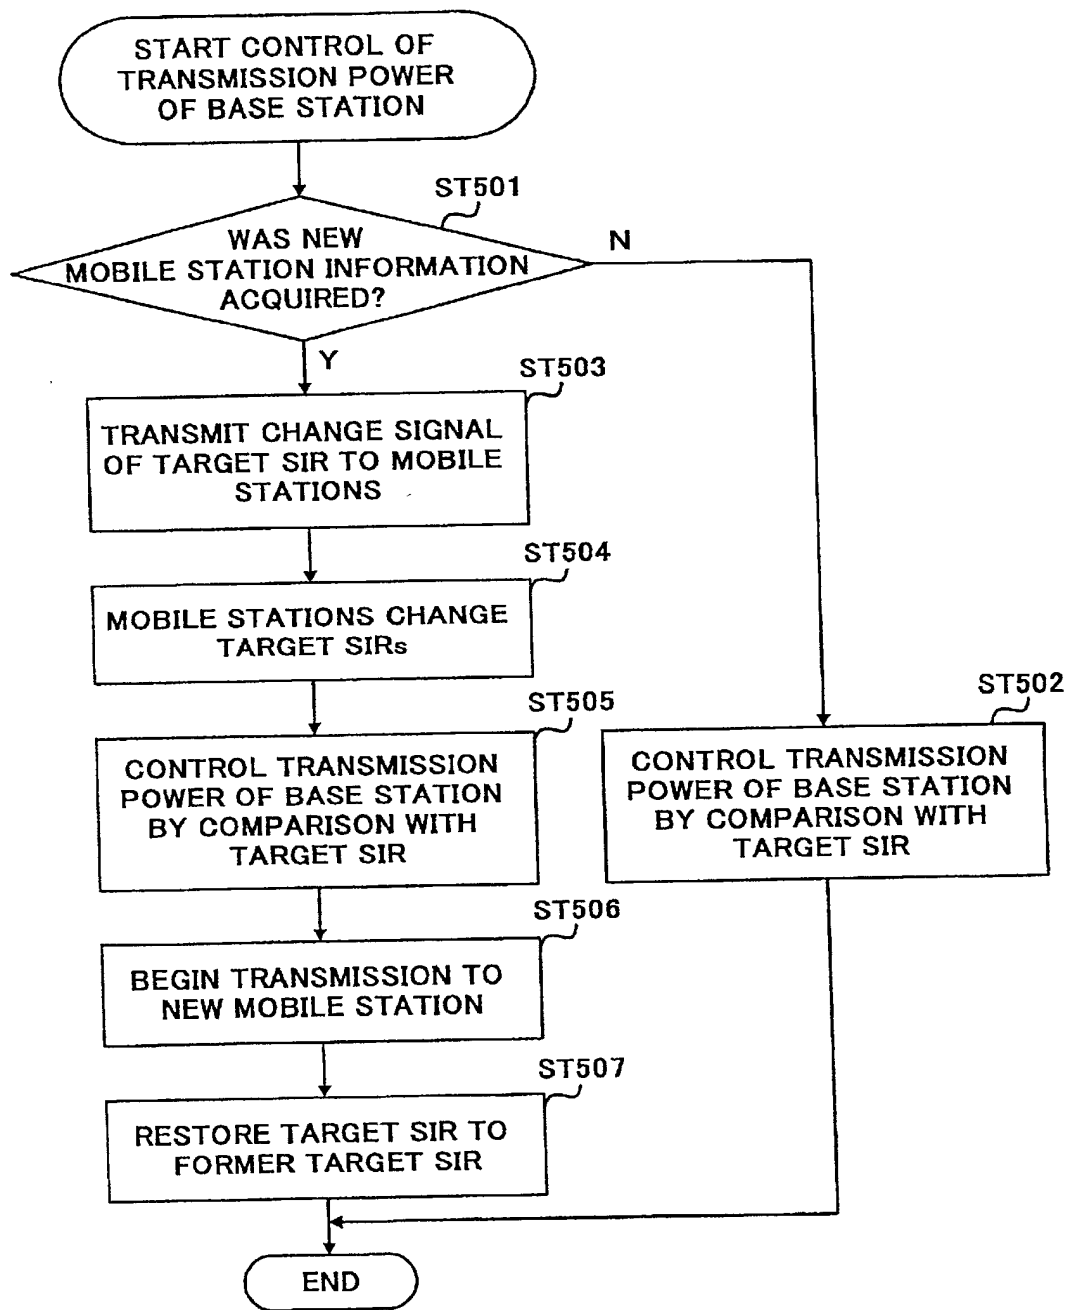 START CONTROL OF
TRANSMISSION POWER
OF BASE STATION
ST501
WAS NEW
MOBILE STATION INFORMATION
ACQUIRED?
N
Y
ST503
TRANSMIT CHANGE SIGNAL
OF TARGET SIR TO MOBILE
STATIONS
ST504
MOBILE STATIONS CHANGE
TARGET SIRs
ST505
CONTROL TRANSMISSION
POWER OF BASE STATION
BY COMPARISON WITH
TARGET SIR
ST502
CONTROL TRANSMISSION
POWER OF BASE STATION
BY COMPARISON WITH
TARGET SIR
ST506
BEGIN TRANSMISSION TO
NEW MOBILE STATION
ST507
RESTORE TARGET SIR TO
FORMER TARGET SIR
END